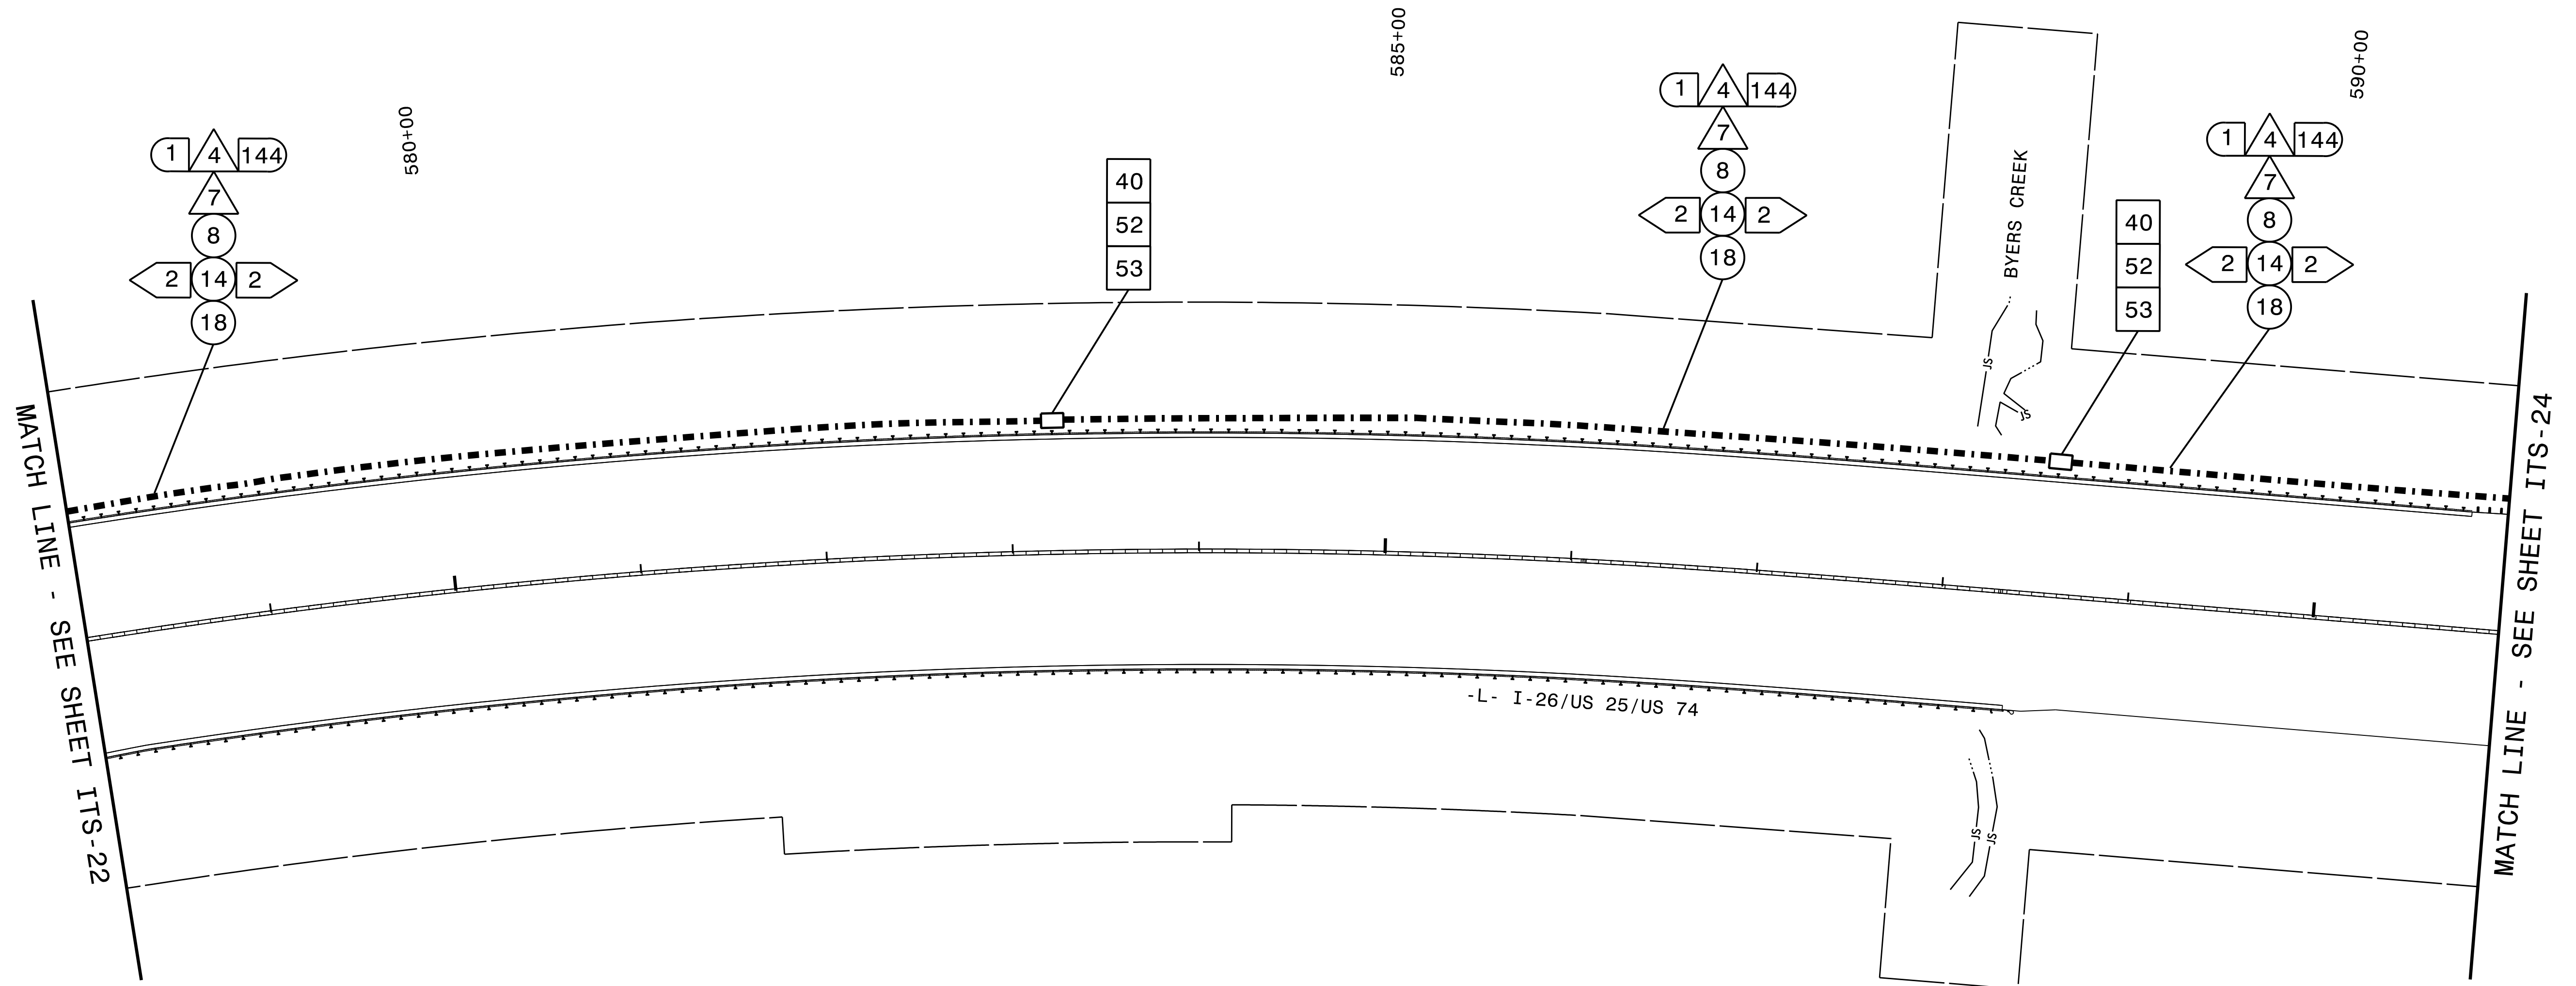 580+00
585+00
590+00
1 4 144
7
8
2 14 2
18
40
52
53
1 4 144
7
8
2 14 2
18
BYERS CREEK
40
52
53
1 4 144
7
8
2 14 2
18
JS
JS
MATCH LINE - SEE SHEET ITS-22
MATCH LINE - SEE SHEET ITS-24
-L- I-26/US 25/US 74
JS
JS